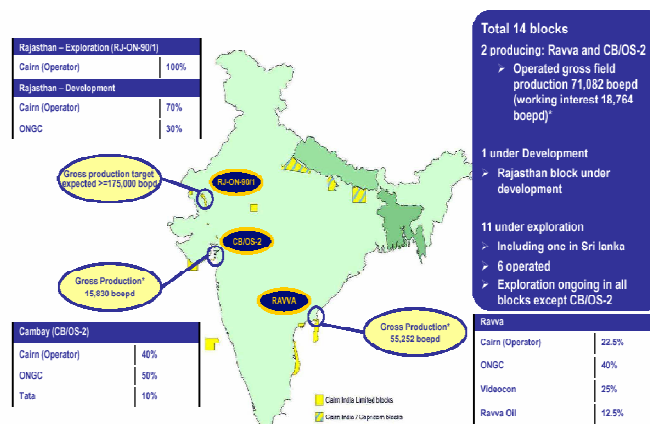 Rajasthan – Exploration (RJ-ON-90/1)
Cairn (Operator) 100%
Rajasthan – Development
Cairn (Operator) 70%
ONGC 30%
Gross production target
expected >=175,000 bopd
RJ-ON-90/1
CB/OS-2
Gross Production*
15,830 boepd
RAVVA
Gross Production*
55,252 boepd
Cambay (CB/OS-2)
Cairn (Operator) 40%
ONGC 50%
Tata 10%
Cairn India Limited blocks
Cairn India / Capricorn blocks
Total 14 blocks
2 producing: Ravva and CB/OS-2
Operated gross field
production 71,082 boepd
(working interest 18,764
boepd)*
1 under Development
Rajasthan block under
development
11 under exploration
Including one in Sri lanka
6 operated
Exploration ongoing in all
blocks except CB/OS-2
Ravva
Cairn (Operator) 22.5%
ONGC 40%
Videocon 25%
Ravva Oil 12.5%